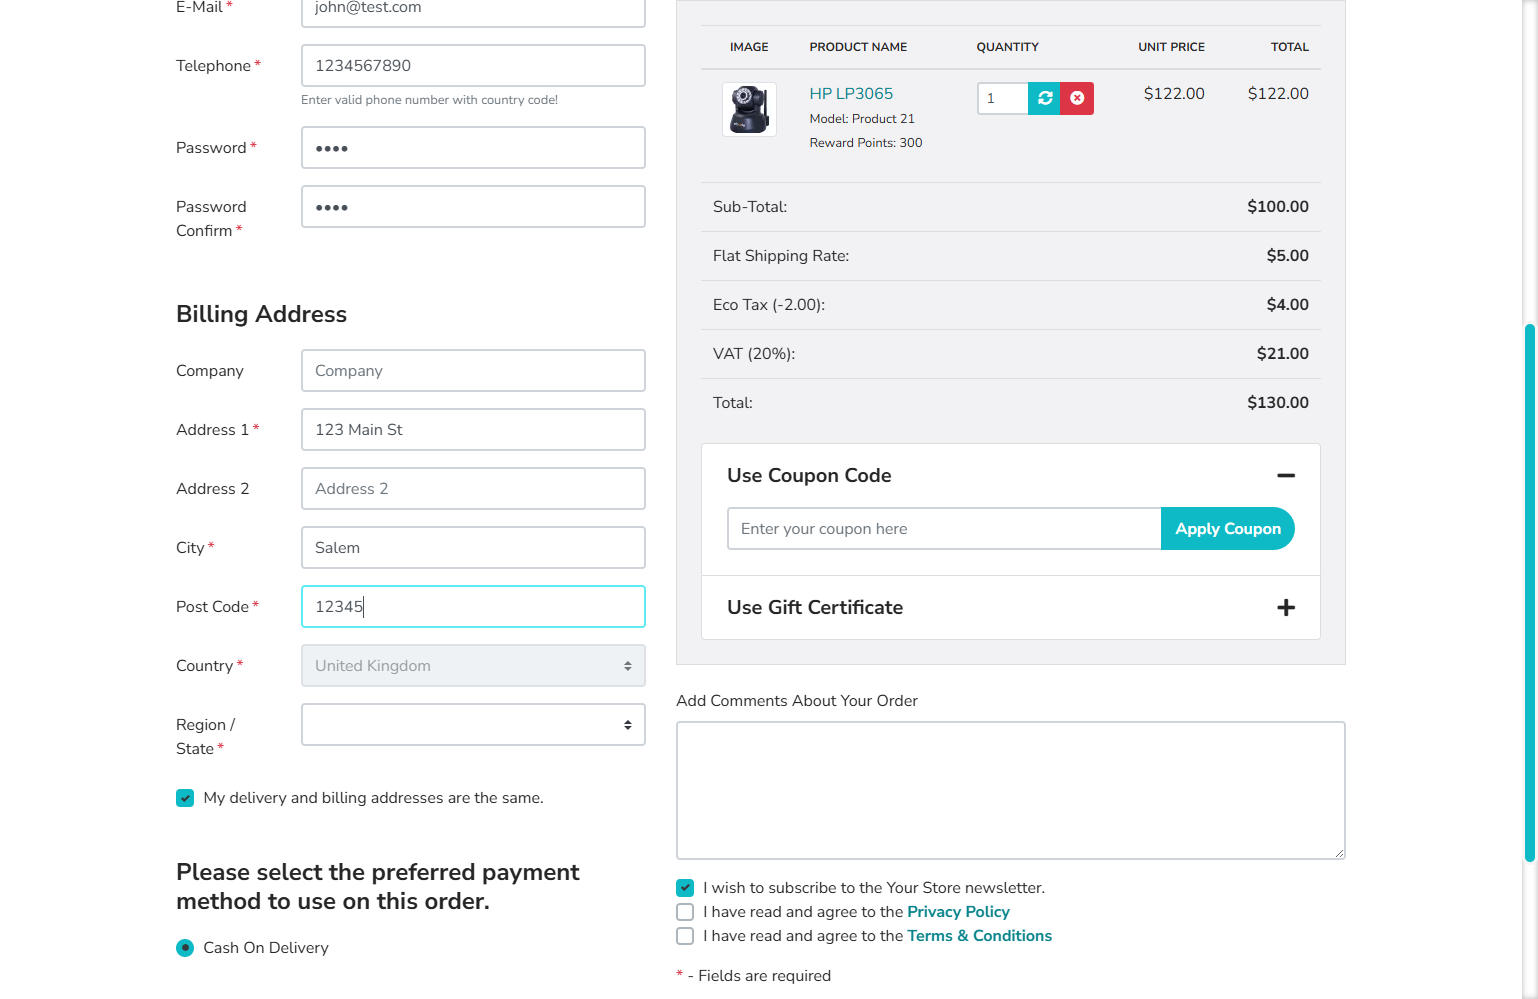 E-Mail *
john@test.com
Telephone *
1234567890
Enter valid phone number with country code!
Password *
••••
Password
Confirm *
••••
Billing Address
Company
Company
Address 1 *
123 Main St
Address 2
Address 2
City *
Salem
Post Code *
12345
Country *
United Kingdom
Region /
State *
My delivery and billing addresses are the same.
Please select the preferred payment
method to use on this order.
Cash On Delivery
IMAGE PRODUCT NAME QUANTITY UNIT PRICE TOTAL
HP LP3065 1 $122.00 $122.00
Model: Product 21
Reward Points: 300
Sub-Total: $100.00
Flat Shipping Rate: $5.00
Eco Tax (-2.00): $4.00
VAT (20%): $21.00
Total: $130.00
Use Coupon Code
Enter your coupon here Apply Coupon
Use Gift Certificate
Add Comments About Your Order
I wish to subscribe to the Your Store newsletter.
I have read and agree to the Privacy Policy
I have read and agree to the Terms & Conditions
* - Fields are required